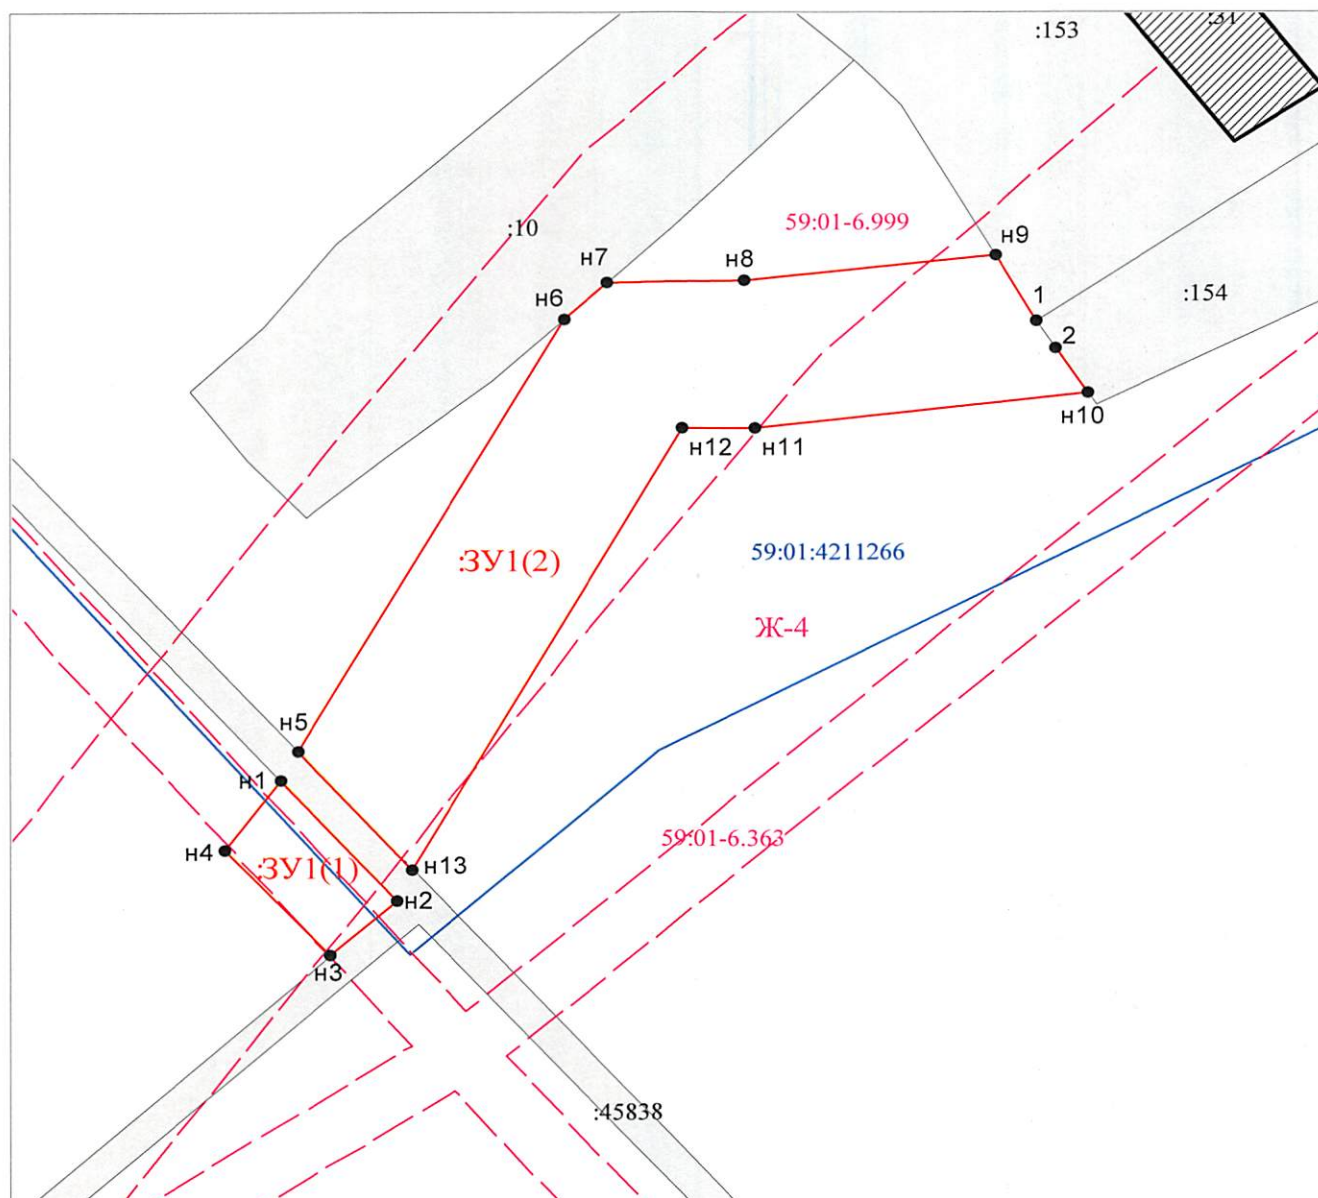 :51
:153
59:01-6.999
:10
н9
н7
н8
:154
н6
1
2
н10
н12
н11
59:01:4211266
:ЗУ1(2)
Ж-4
н5
н1
59:01-6.363
н4
:ЗУ1(1)
н13
н2
н3
:45838